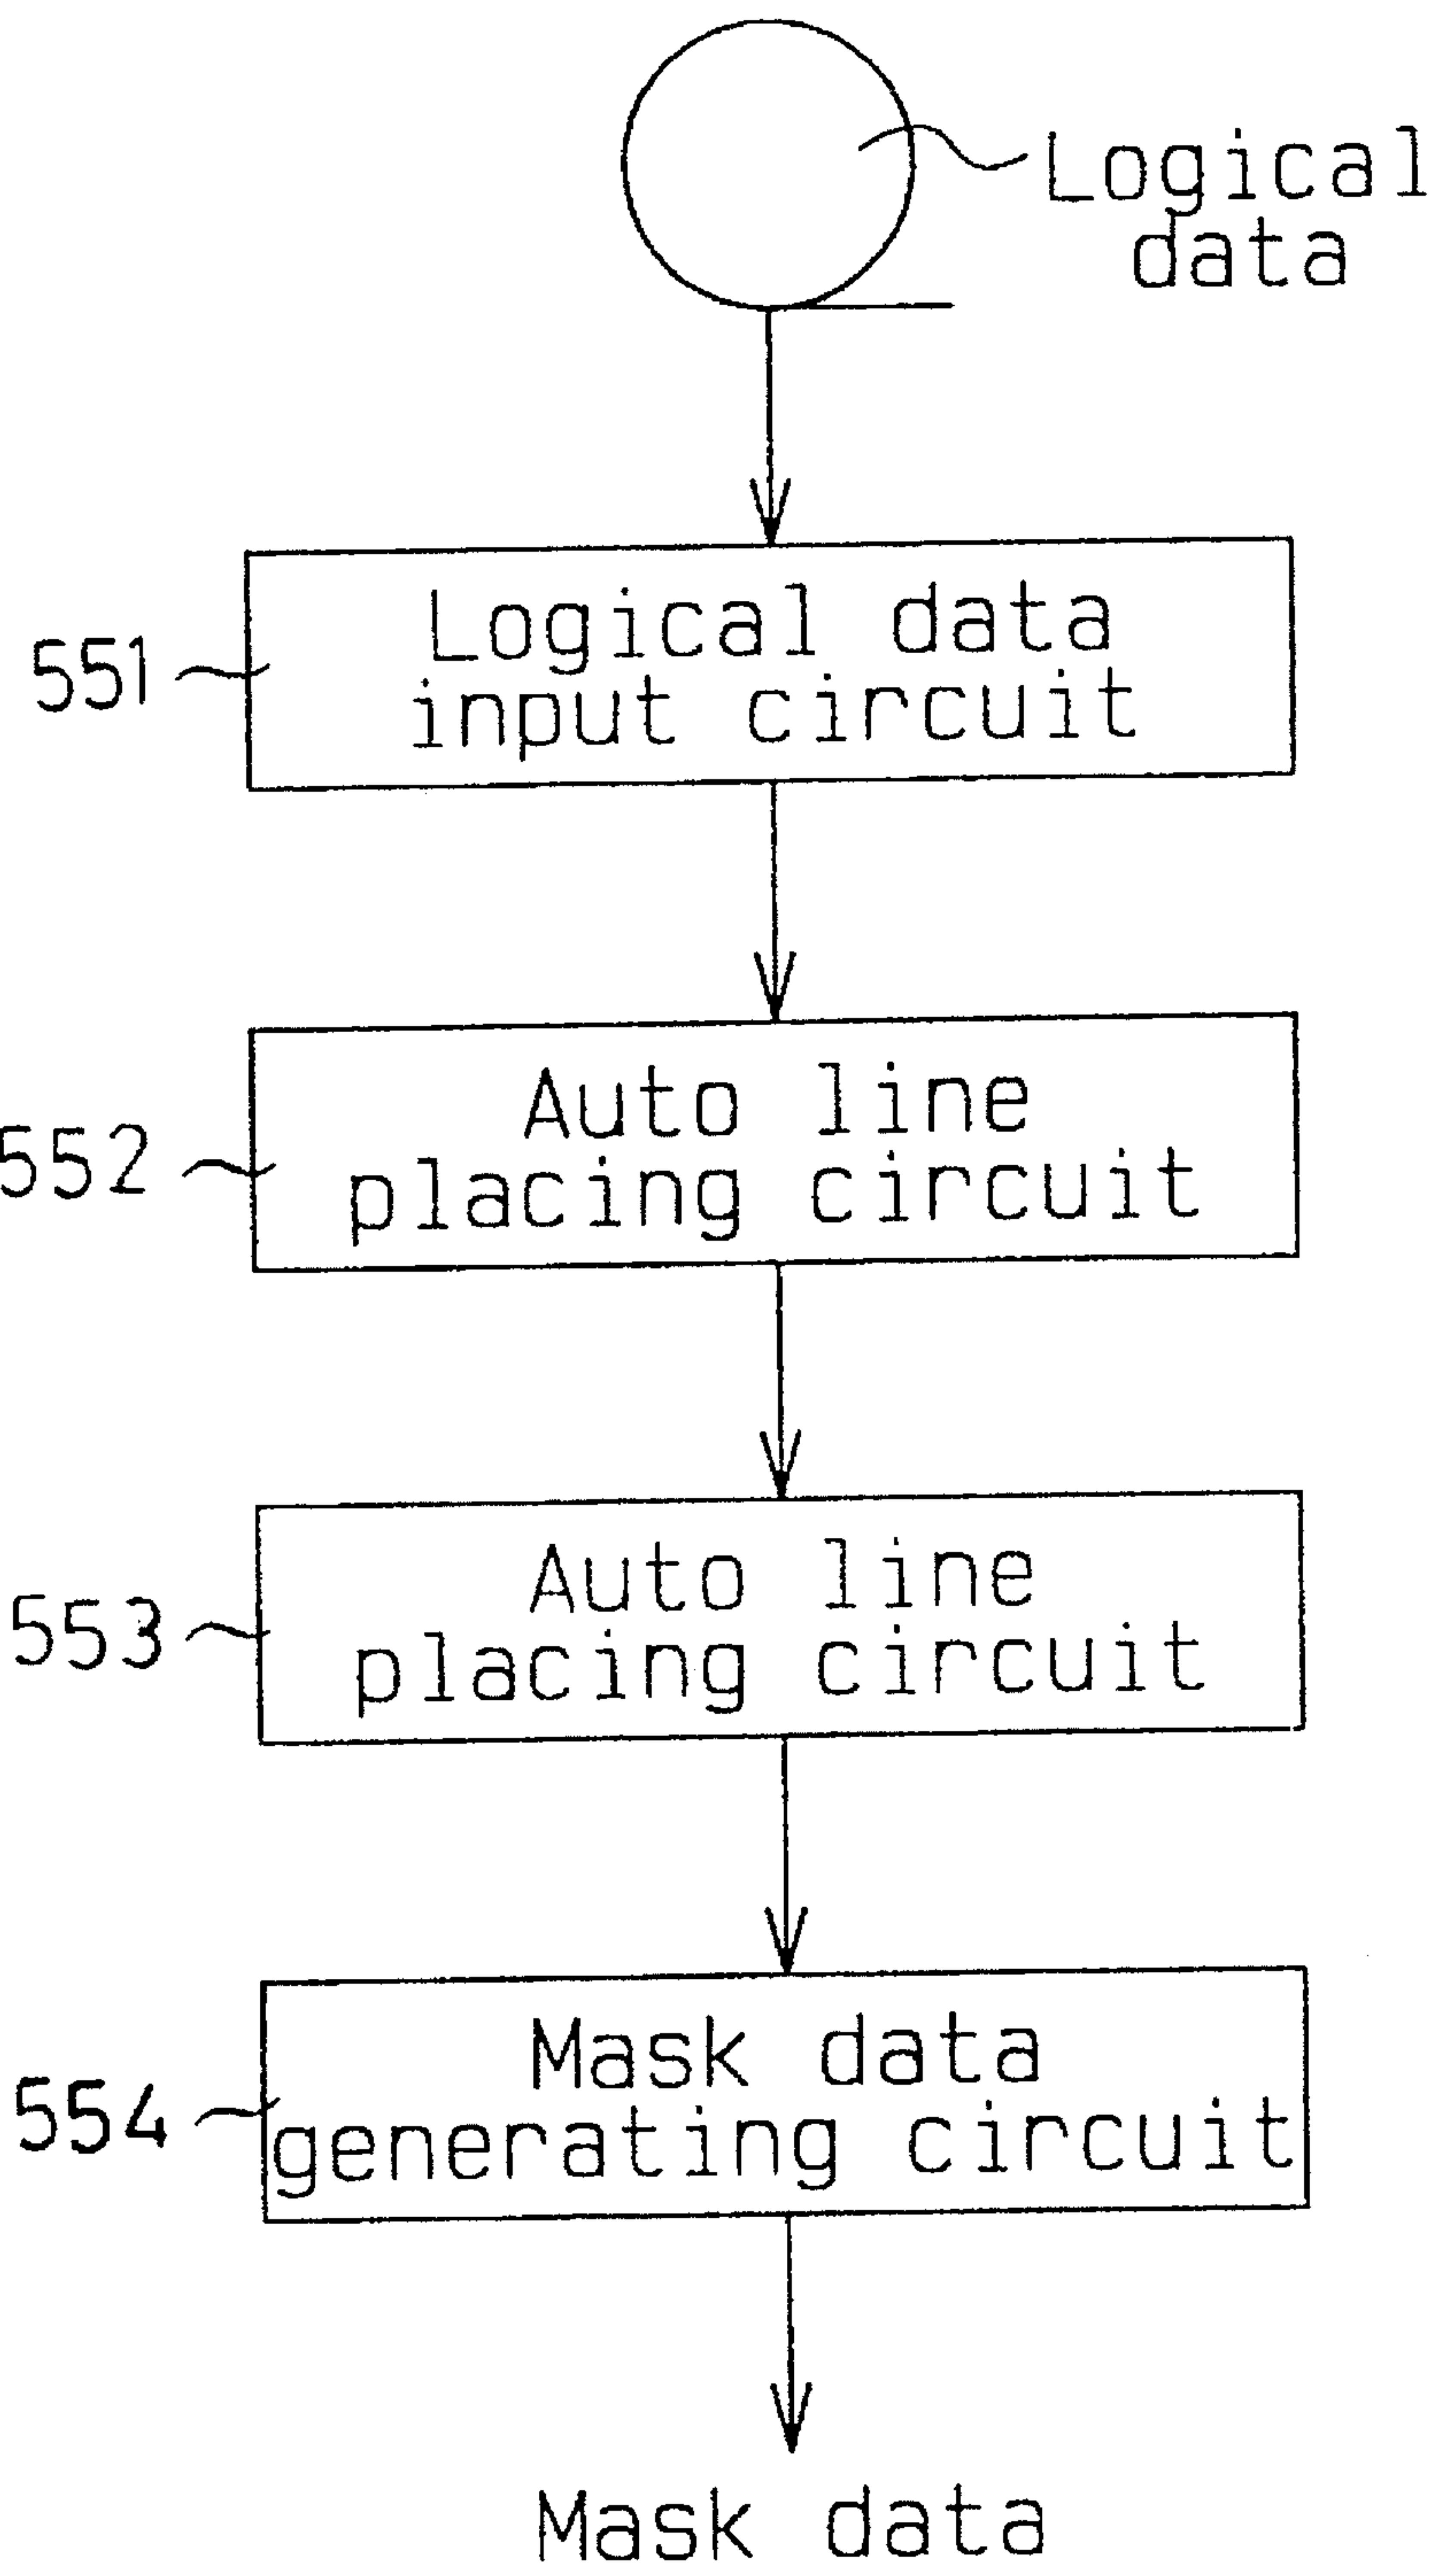 Logical
data
551
Logical data
input circuit
552
Auto line
placing circuit
553
Auto line
placing circuit
554
Mask data
generating circuit
Mask data